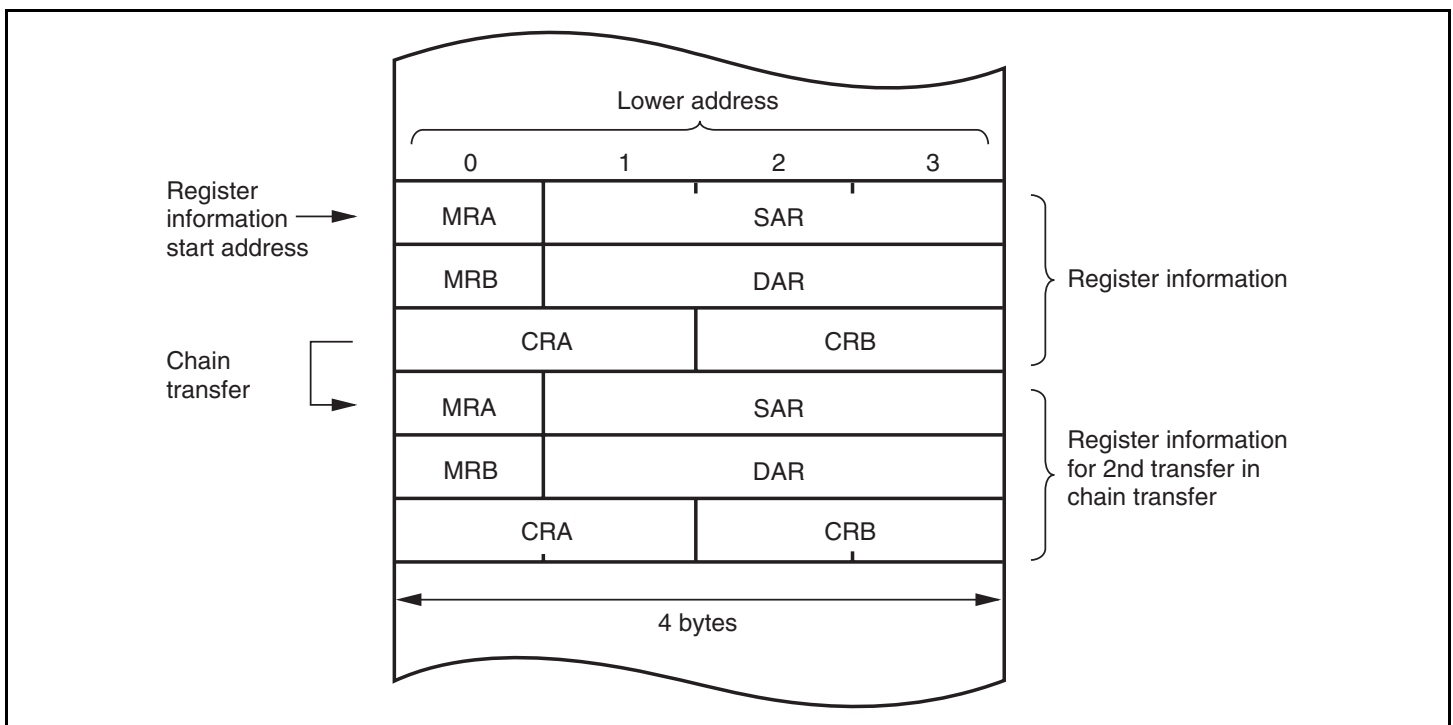 Lower address
0 1 2 3
Register
information
start address
MRA SAR
MRB DAR
CRA CRB
Register information
Chain
transfer
MRA SAR
MRB DAR
CRA CRB
Register information
for 2nd transfer in
chain transfer
4 bytes